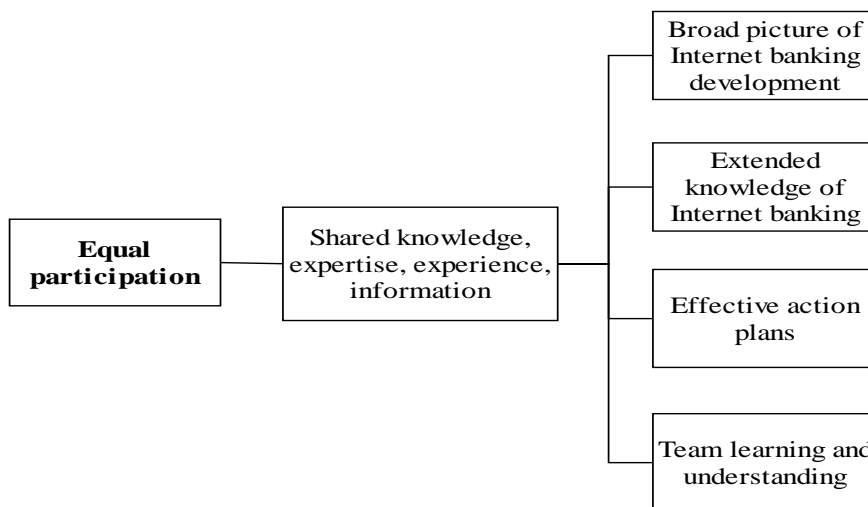 Broad picture of
Internet banking
development
Extended
knowledge of
Internet banking
Equal
participation
Shared knowledge,
expertise, experience,
information
Effective action
plans
Team learning and
understanding